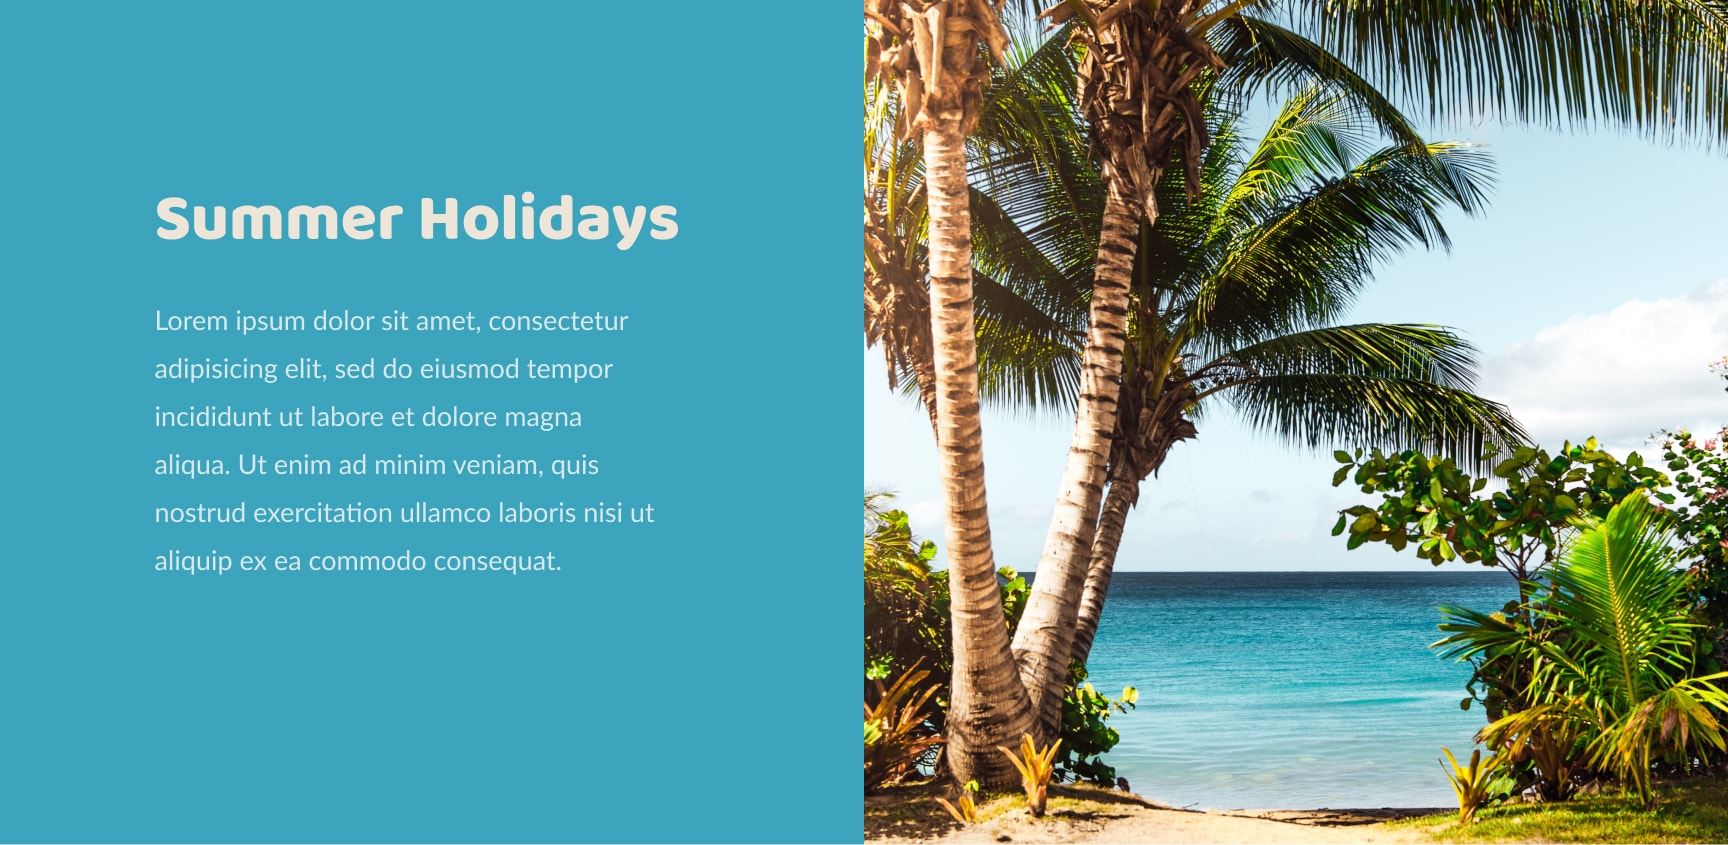 Summer Holidays
Lorem ipsum dolor sit amet, consectetur
adipisicing elit, sed do eiusmod tempor
incididunt ut labore et dolore magna
aliqua. Ut enim ad minim veniam, quis
nostrud exercitation ullamco laboris nisi ut
aliquip ex ea commodo consequat.